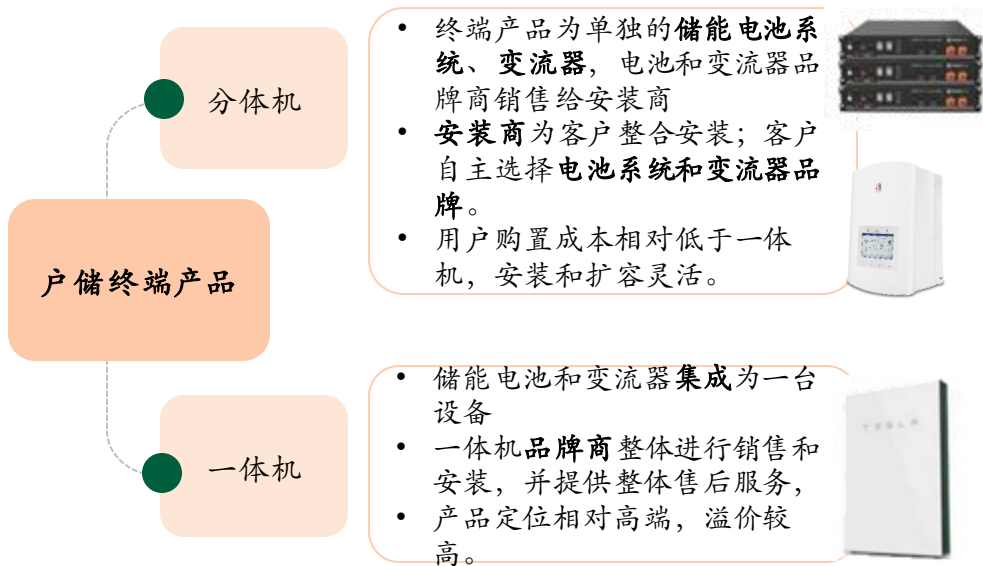 户储终端产品
分体机
• 终端产品为单独的储能电池系
统、变流器，电池和变流器品
牌商销售给安装商
• 安装商为客户整合安装；客户
自主选择电池系统和变流器品
牌。
• 用户购置成本相对低于一体
机，安装和扩容灵活。
一体机
• 储能电池和变流器集成为一台
设备
• 一体机品牌商整体进行销售和
安装，并提供整体售后服务，
• 产品定位相对高端，溢价较
高。
TESLA